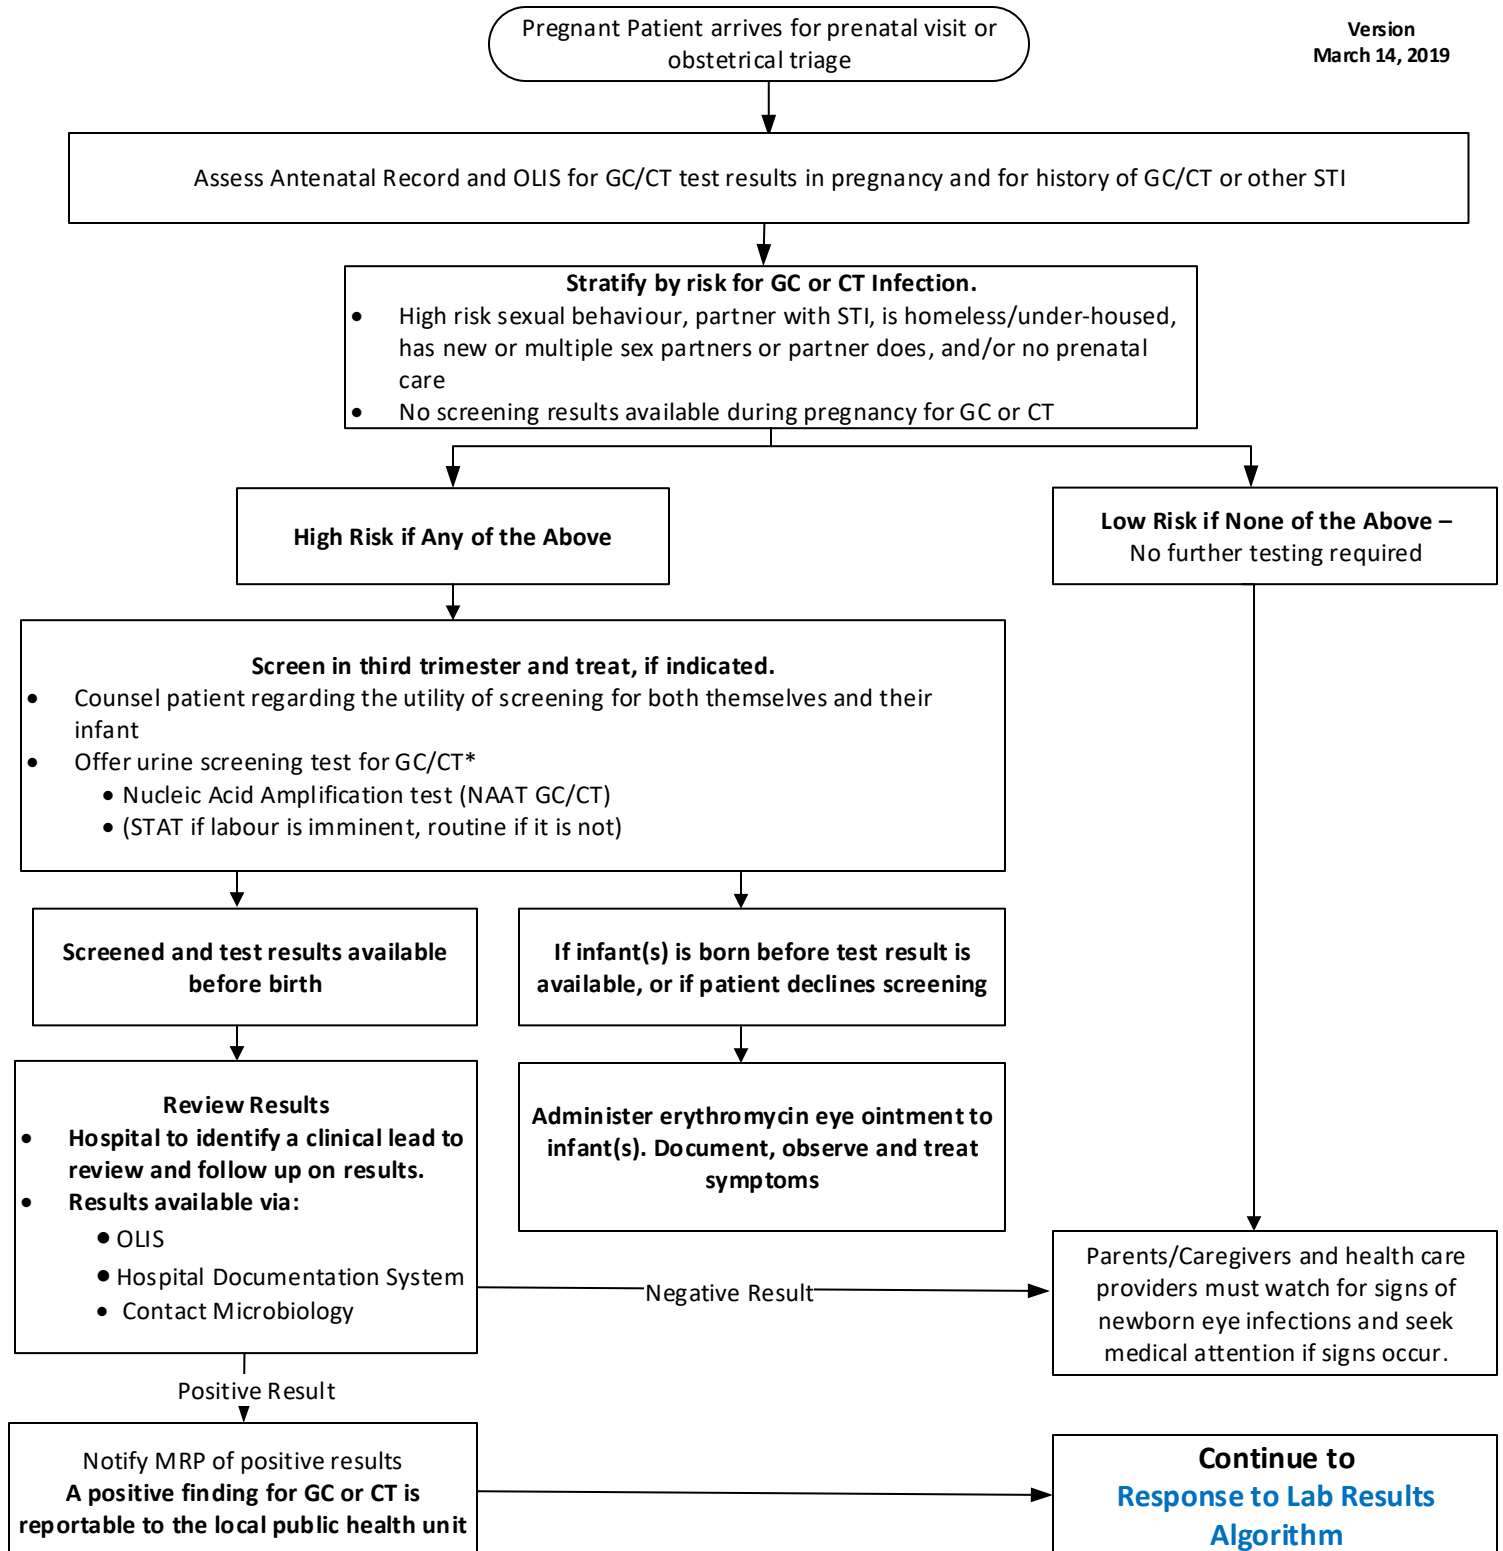 Pregnant Patient arrives for prenatal visit or
obstetrical triage
Version
March 14, 2019
Assess Antenatal Record and OLIS for GC/CT test results in pregnancy and for history of GC/CT or other STI
Stratify by risk for GC or CT Infection.
• High risk sexual behaviour, partner with STI, is homeless/under-housed,
has new or multiple sex partners or partner does, and/or no prenatal
care
• No screening results available during pregnancy for GC or CT
High Risk if Any of the Above
Low Risk if None of the Above –
No further testing required
Screen in third trimester and treat, if indicated.
• Counsel patient regarding the utility of screening for both themselves and their
infant
• Offer urine screening test for GC/CT*
• Nucleic Acid Amplification test (NAAT GC/CT)
• (STAT if labour is imminent, routine if it is not)
Screened and test results available
before birth
If infant(s) is born before test result is
available, or if patient declines screening
Review Results
• Hospital to identify a clinical lead to
review and follow up on results.
• Results available via:
• OLIS
• Hospital Documentation System
• Contact Microbiology
Administer erythromycin eye ointment to
infant(s). Document, observe and treat
symptoms
Negative Result
Parents/Caregivers and health care
providers must watch for signs of
newborn eye infections and seek
medical attention if signs occur.
Positive Result
Notify MRP of positive results
A positive finding for GC or CT is
reportable to the local public health unit
Continue to
Response to Lab Results
Algorithm